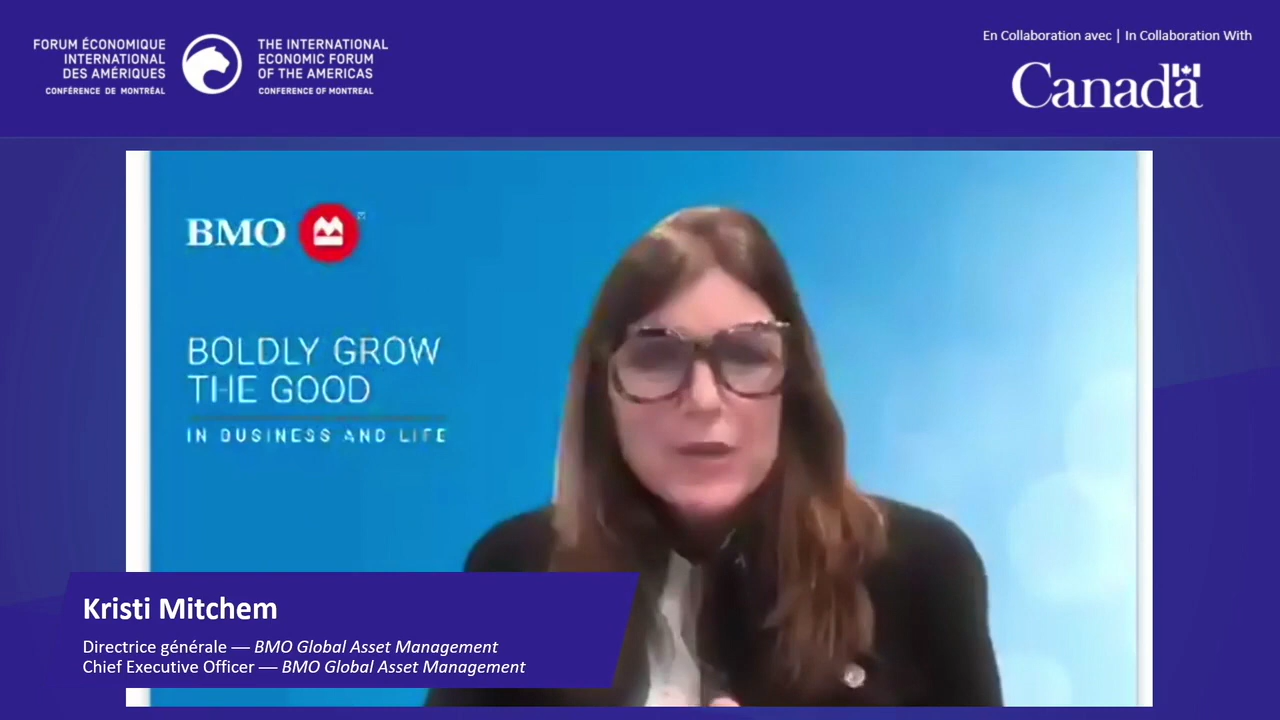 FORUM ÉCONOMIQUE
INTERNATIONAL
DES AMÉRIQUES
CONFÉRENCE DE MONTRÉAL
THE INTERNATIONAL
ECONOMIC FORUM
OF THE AMERICAS
CONFERENCE OF MONTREAL
En Collaboration avec | In Collaboration With
Canada
BMO
BOLDLY GROW
THE GOOD
IN BUSINESS AND LIFE
Kristi Mitchem
Directrice générale — BMO Global Asset Management
Chief Executive Officer — BMO Global Asset Management